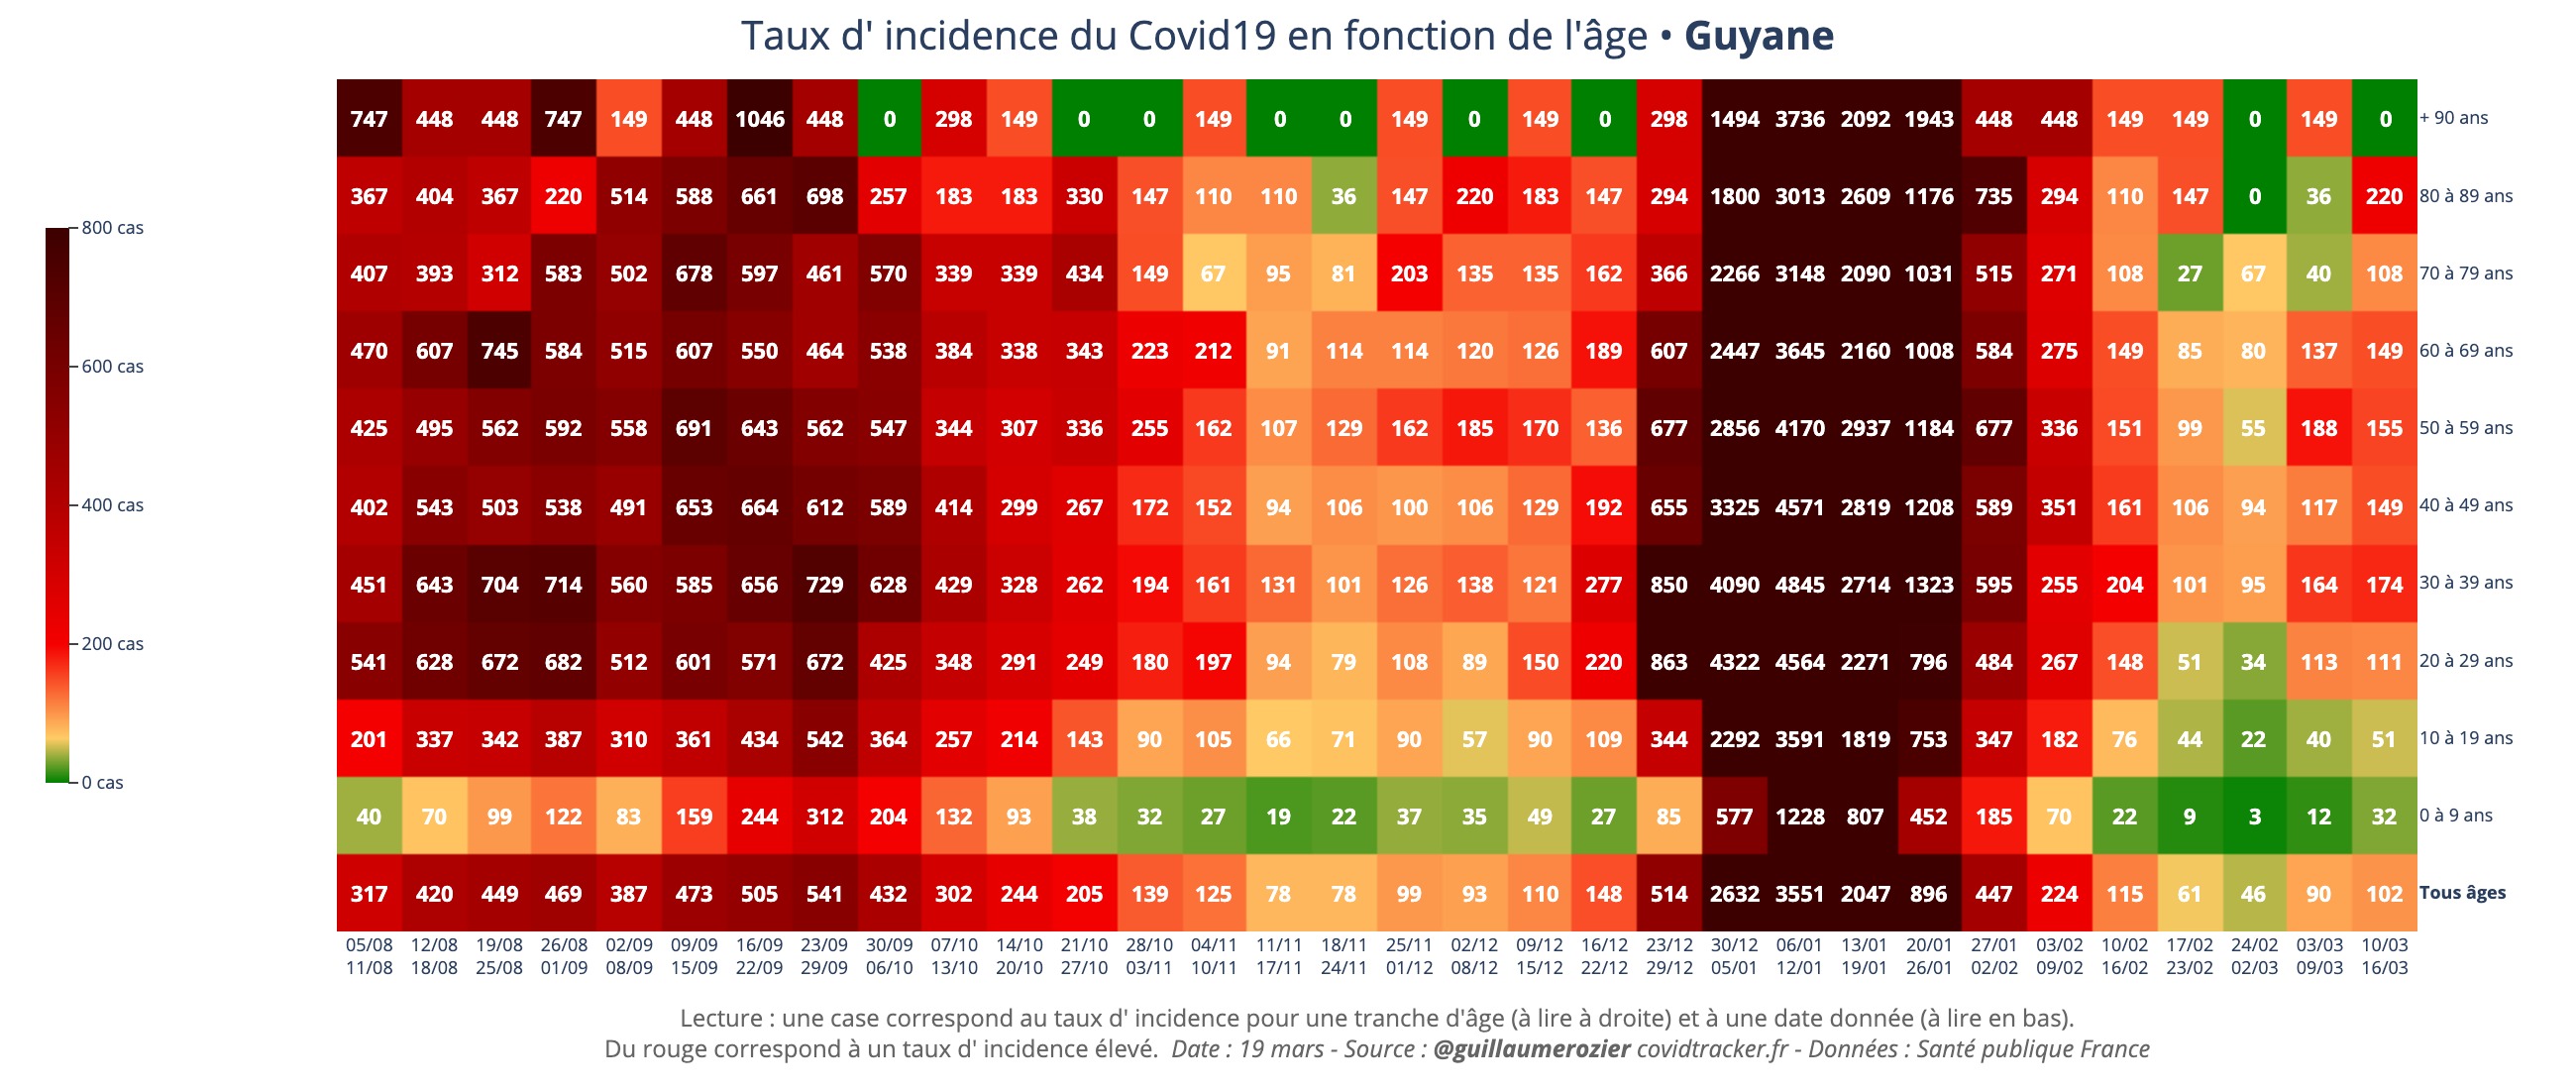 Taux d' incidence du Covid19 en fonction de l'âge • Guyane
800 cas
600 cas
400 cas
200 cas
0 cas
747 448 448 747 149 448 1046 448 0 298 149 0 0 149 0 0 149 0 149 0 298 1494 3736 2092 1943 448 448 149 149 0 149 0 + 90 ans
367 404 367 220 514 588 661 698 257 183 183 330 147 110 110 36 147 220 183 147 294 1800 3013 2609 1176 735 294 110 147 0 36 220 80 à 89 ans
407 393 312 583 502 678 597 461 570 339 339 434 149 67 95 81 203 135 135 162 366 2266 3148 2090 1031 515 271 108 27 67 40 108 70 à 79 ans
470 607 745 584 515 607 550 464 538 384 338 343 223 212 91 114 114 120 126 189 607 2447 3645 2160 1008 584 275 149 85 80 137 149 60 à 69 ans
425 495 562 592 558 691 643 562 547 344 307 336 255 162 107 129 162 185 170 136 677 2856 4170 2937 1184 677 336 151 99 55 188 155 50 à 59 ans
402 543 503 538 491 653 664 612 589 414 299 267 172 152 94 106 100 106 129 192 655 3325 4571 2819 1208 589 351 161 106 94 117 149 40 à 49 ans
451 643 704 714 560 585 656 729 628 429 328 262 194 161 131 101 126 138 121 277 850 4090 4845 2714 1323 595 255 204 101 95 164 174 30 à 39 ans
541 628 672 682 512 601 571 672 425 348 291 249 180 197 94 79 108 89 150 220 863 4322 4564 2271 796 484 267 148 51 34 113 111 20 à 29 ans
201 337 342 387 310 361 434 542 364 257 214 143 90 105 66 71 90 57 90 109 344 2292 3591 1819 753 347 182 76 44 22 40 51 10 à 19 ans
40 70 99 122 83 159 244 312 204 132 93 38 32 27 19 22 37 35 49 27 85 577 1228 807 452 185 70 22 9 3 12 32 0 à 9 ans
317 420 449 469 387 473 505 541 432 302 244 205 139 125 78 78 99 93 110 148 514 2632 3551 2047 896 447 224 115 61 46 90 102 Tous âges
05/08 12/08 19/08 26/08 02/09 09/09 16/09 23/09 30/09 07/10 14/10 21/10 28/10 04/11 11/11 18/11 25/11 02/12 09/12 16/12 23/12 30/12 06/01 13/01 20/01 27/01 03/02 10/02 17/02 24/02 03/03 10/03
11/08 18/08 25/08 01/09 08/09 15/09 22/09 29/09 06/10 13/10 20/10 27/10 03/11 10/11 17/11 24/11 01/12 08/12 15/12 22/12 29/12 05/01 12/01 19/01 26/01 02/02 09/02 16/02 23/02 02/03 09/03 16/03
Lecture : une case correspond au taux d' incidence pour une tranche d'âge (à lire à droite) et à une date donnée (à lire en bas).
Du rouge correspond à un taux d' incidence élevé. Date : 19 mars - Source : @guillaumerozier covidtracker.fr - Données : Santé publique France